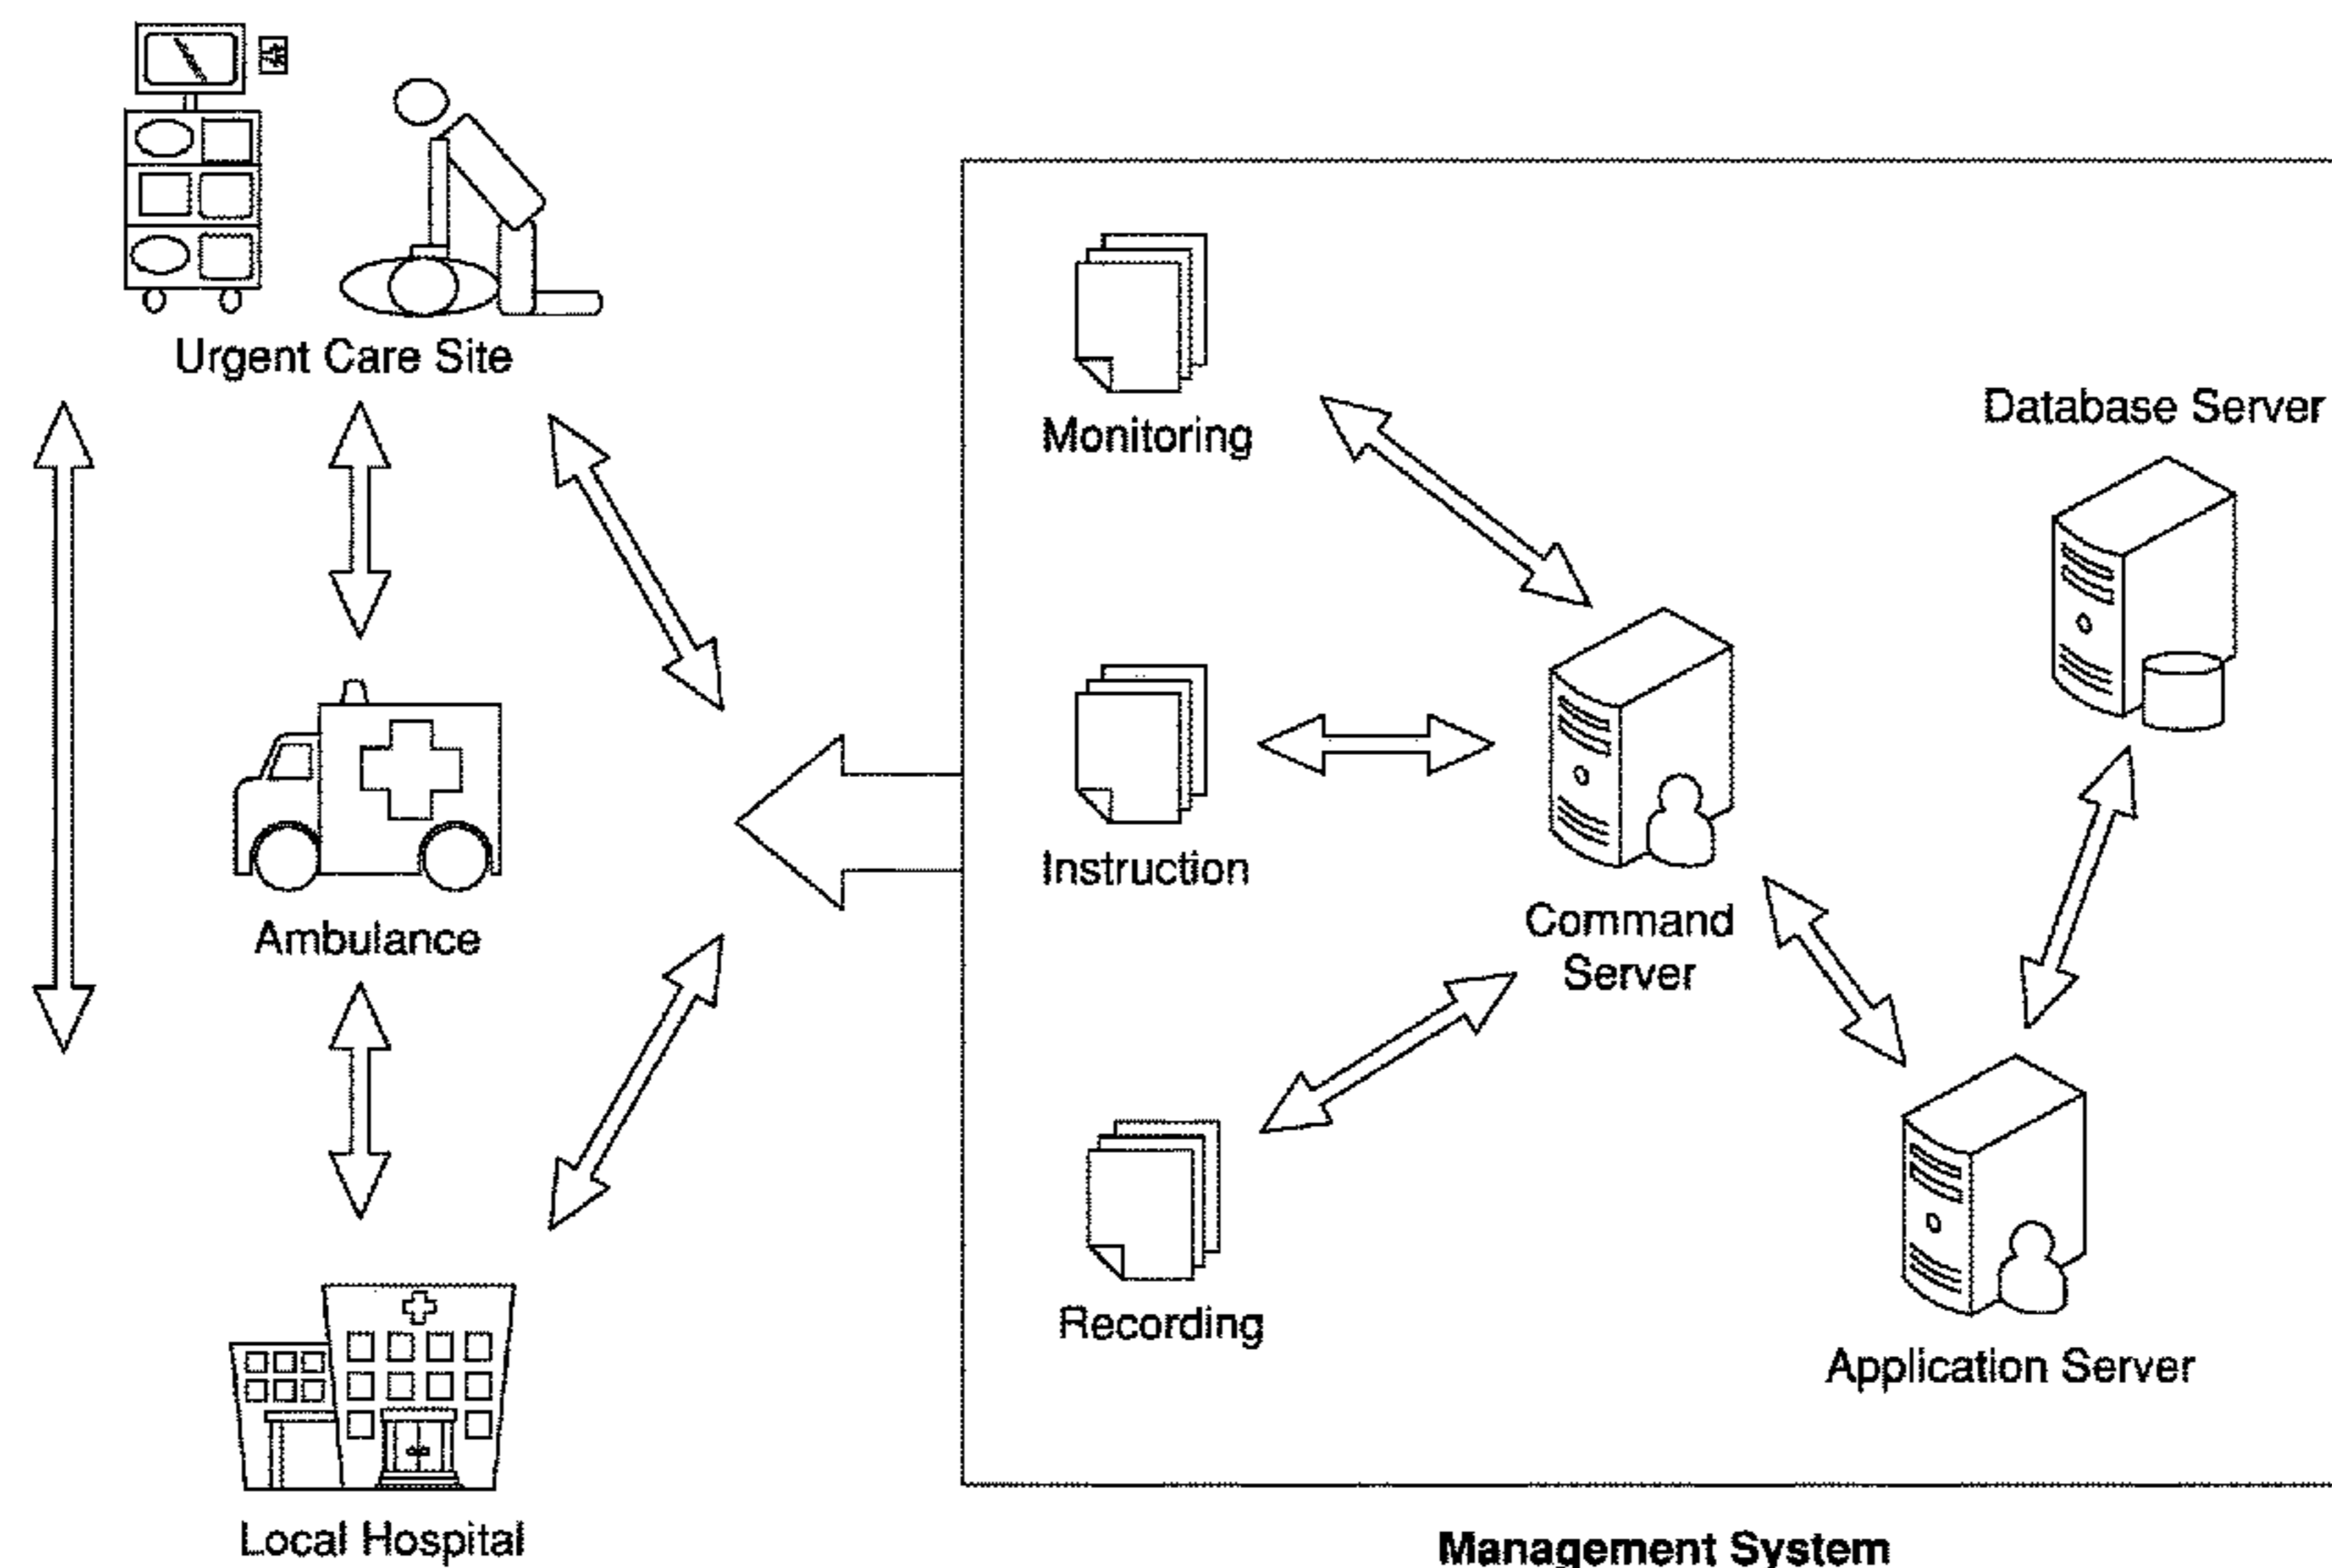 Urgent Care Site
Ambulance
Local Hospital
Monitoring
Instruction
Recording
Command
Server
Database Server
Application Server
Management System